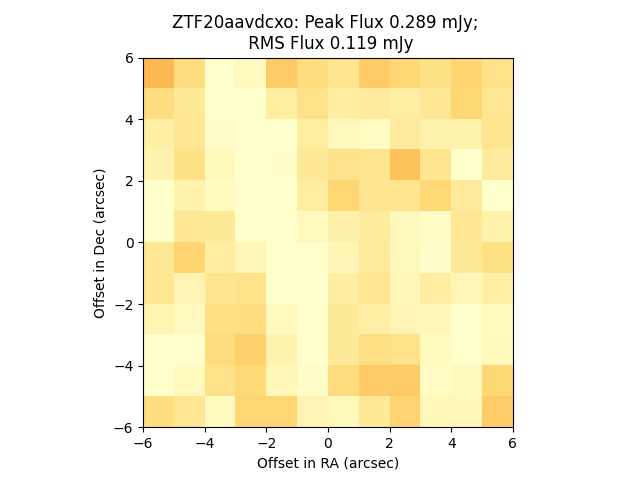 ZTF20aavdcxo: Peak Flux 0.289 mJy;
RMS Flux 0.119 mJy
6
4
2
0
−2
−4
−6
Offset in Dec (arcsec)
−6 −4 −2 0 2 4 6
Offset in RA (arcsec)